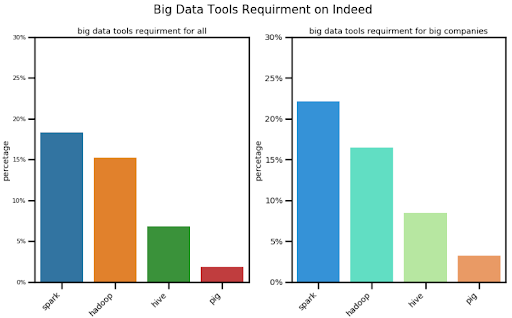 Big Data Tools Requirment on Indeed
big data tools requirment for all
30%
25%
20%
15%
10%
5%
0%
percetage
spark
hadoop
hive
pig
big data tools requirment for big companies
30%
25%
20%
15%
10%
5%
0%
percetage
spark
hadoop
hive
pig